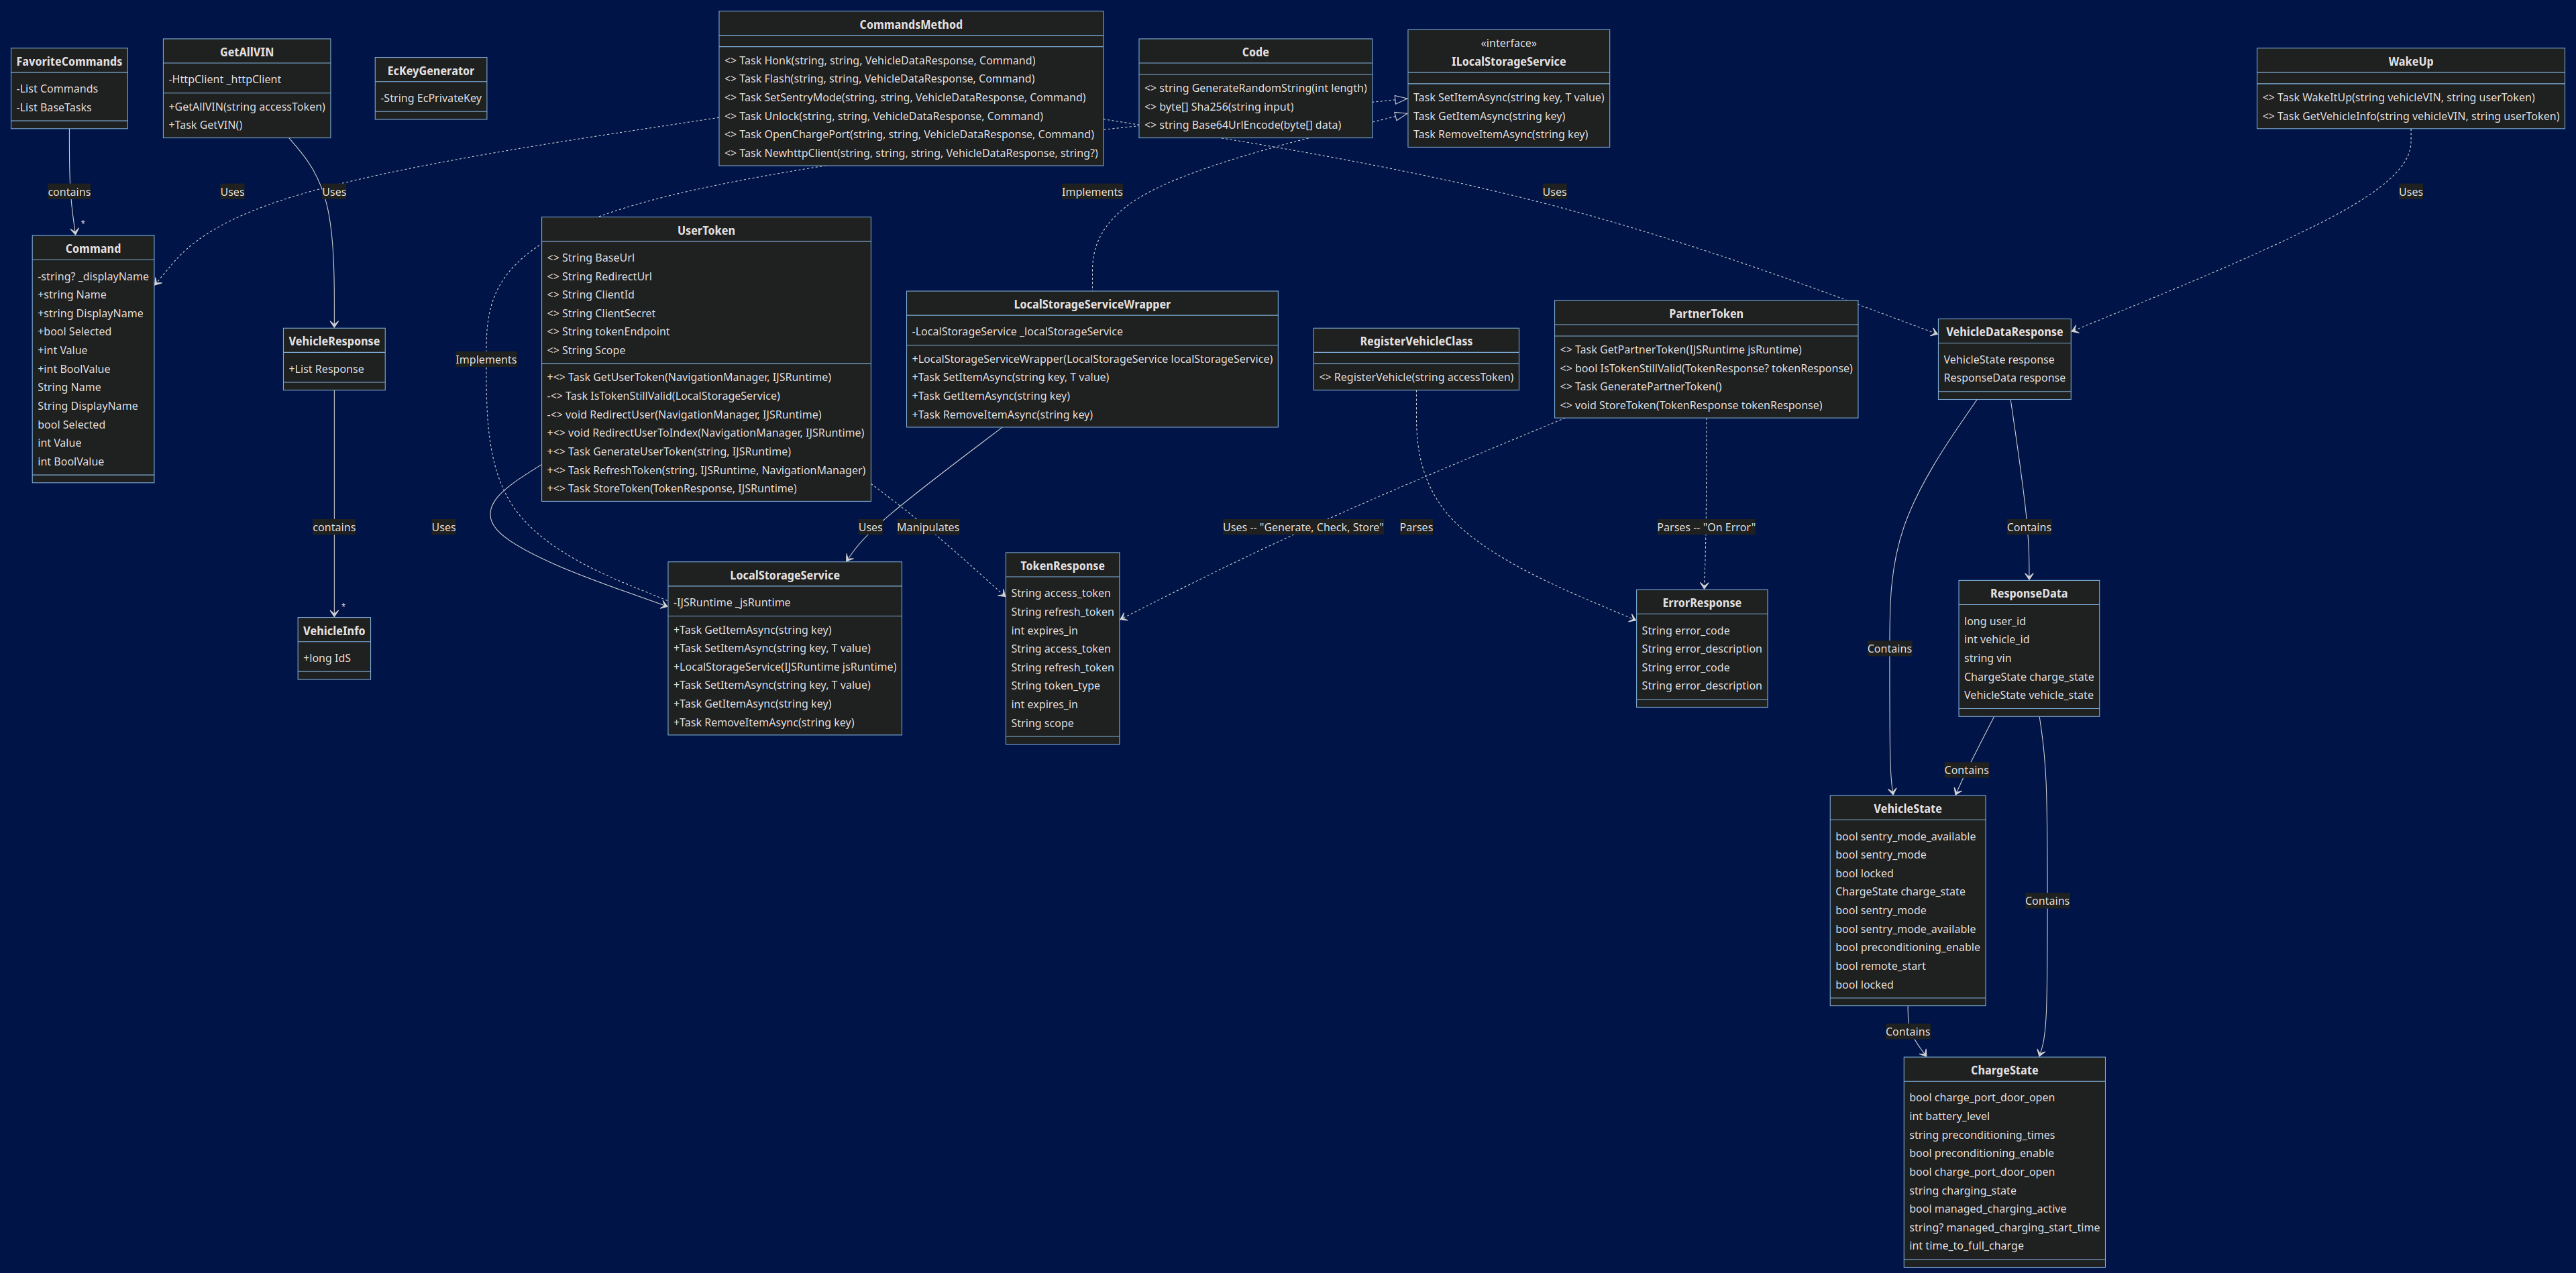 FavoriteCommands
-List Commands
-List BaseTasks
GetAllVIN
-HttpClient _httpClient
+GetAllVIN(string accessToken)
+Task GetVIN()
EcKeyGenerator
-String EcPrivateKey
CommandsMethod
<> Task Honk(string, string, VehicleDataResponse, Command)
<> Task Flash(string, string, VehicleDataResponse, Command)
<> Task SetSentryMode(string, string, VehicleDataResponse, Command)
<> Task Unlock(string, string, VehicleDataResponse, Command)
<> Task OpenChargePort(string, string, VehicleDataResponse, Command)
<> Task NewhttpClient(string, string, string, VehicleDataResponse, string?)
Code
<> string GenerateRandomString(int length)
<> byte[] Sha256(string input)
<> string Base64UrlEncode(byte[] data)
«interface»
ILocalStorageService
Task SetItemAsync(string key, T value)
Task GetItemAsync(string key)
Task RemoveItemAsync(string key)
WakeUp
<> Task WakeItUp(string vehicleVIN, string userToken)
<> Task GetVehicleInfo(string vehicleVIN, string userToken)
contains
Uses
Uses
Implements
Uses
Uses
*
Command
-string? _displayName
+string Name
+string DisplayName
+bool Selected
+int Value
+int BoolValue
String Name
String DisplayName
bool Selected
int Value
int BoolValue
VehicleResponse
+List Response
Implements
UserToken
<> String BaseUrl
<> String RedirectUrl
<> String ClientId
<> String ClientSecret
<> String tokenEndpoint
<> String Scope
+<> Task GetUserToken(NavigationManager, IJSRuntime)
-<> Task IsTokenStillValid(LocalStorageService)
-<> void RedirectUser(NavigationManager, IJSRuntime)
+<> void RedirectUserToIndex(NavigationManager, IJSRuntime)
+<> Task GenerateUserToken(string, IJSRuntime)
+<> Task RefreshToken(string, IJSRuntime, NavigationManager)
+<> Task StoreToken(TokenResponse, IJSRuntime)
LocalStorageServiceWrapper
-LocalStorageService _localStorageService
+LocalStorageServiceWrapper(LocalStorageService localStorageService)
+Task SetItemAsync(string key, T value)
+Task GetItemAsync(string key)
+Task RemoveItemAsync(string key)
RegisterVehicleClass
<> RegisterVehicle(string accessToken)
PartnerToken
<> Task GetPartnerToken(IJSRuntime jsRuntime)
<> bool IsTokenStillValid(TokenResponse? tokenResponse)
<> Task GeneratePartnerToken()
<> void StoreToken(TokenResponse tokenResponse)
VehicleDataResponse
VehicleState response
ResponseData response
contains
Uses
Uses
Manipulates
Uses -- "Generate, Check, Store"
Parses
Parses -- "On Error"
Contains
*
VehicleInfo
+long IdS
LocalStorageService
-IJSRuntime _jsRuntime
+Task GetItemAsync(string key)
+Task SetItemAsync(string key, T value)
+LocalStorageService(IJSRuntime jsRuntime)
+Task SetItemAsync(string key, T value)
+Task GetItemAsync(string key)
+Task RemoveItemAsync(string key)
TokenResponse
String access_token
String refresh_token
int expires_in
String access_token
String refresh_token
String token_type
int expires_in
String scope
ErrorResponse
String error_code
String error_description
String error_code
String error_description
Contains
ResponseData
long user_id
int vehicle_id
string vin
ChargeState charge_state
VehicleState vehicle_state
Contains
VehicleState
bool sentry_mode_available
bool sentry_mode
bool locked
ChargeState charge_state
bool sentry_mode
bool sentry_mode_available
bool preconditioning_enable
bool remote_start
bool locked
Contains
Contains
ChargeState
bool charge_port_door_open
int battery_level
string preconditioning_times
bool preconditioning_enable
bool charge_port_door_open
string charging_state
bool managed_charging_active
string? managed_charging_start_time
int time_to_full_charge